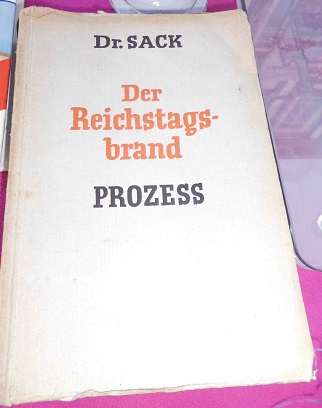 Dr. SACK
Der
Reichstags-
brand
PROZESS